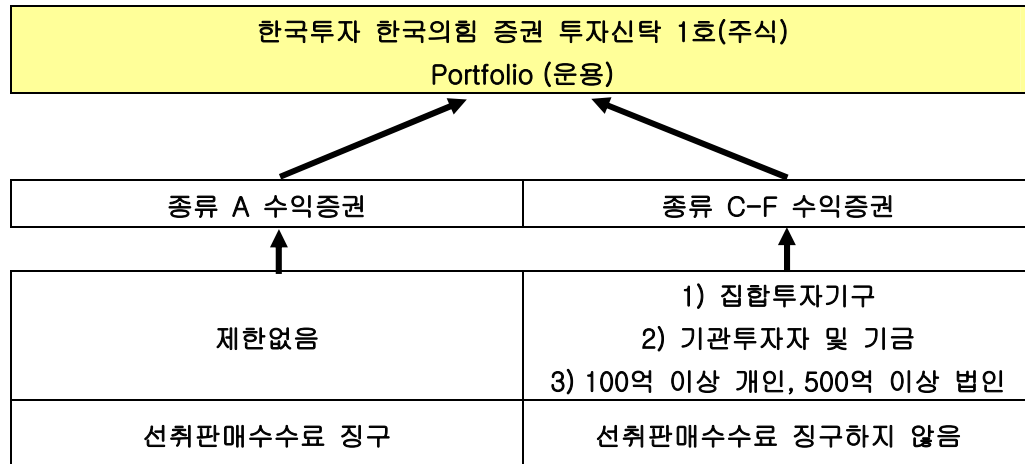 한국투자 한국의힘 증권 투자신탁 1호(주식)
Portfolio (운용)
종류 A 수익증권
종류 C-F 수익증권
제한없음
1) 집합투자기구
2) 기관투자자 및 기금
3) 100억 이상 개인, 500억 이상 법인
선취판매수수료 징구
선취판매수수료 징구하지 않음